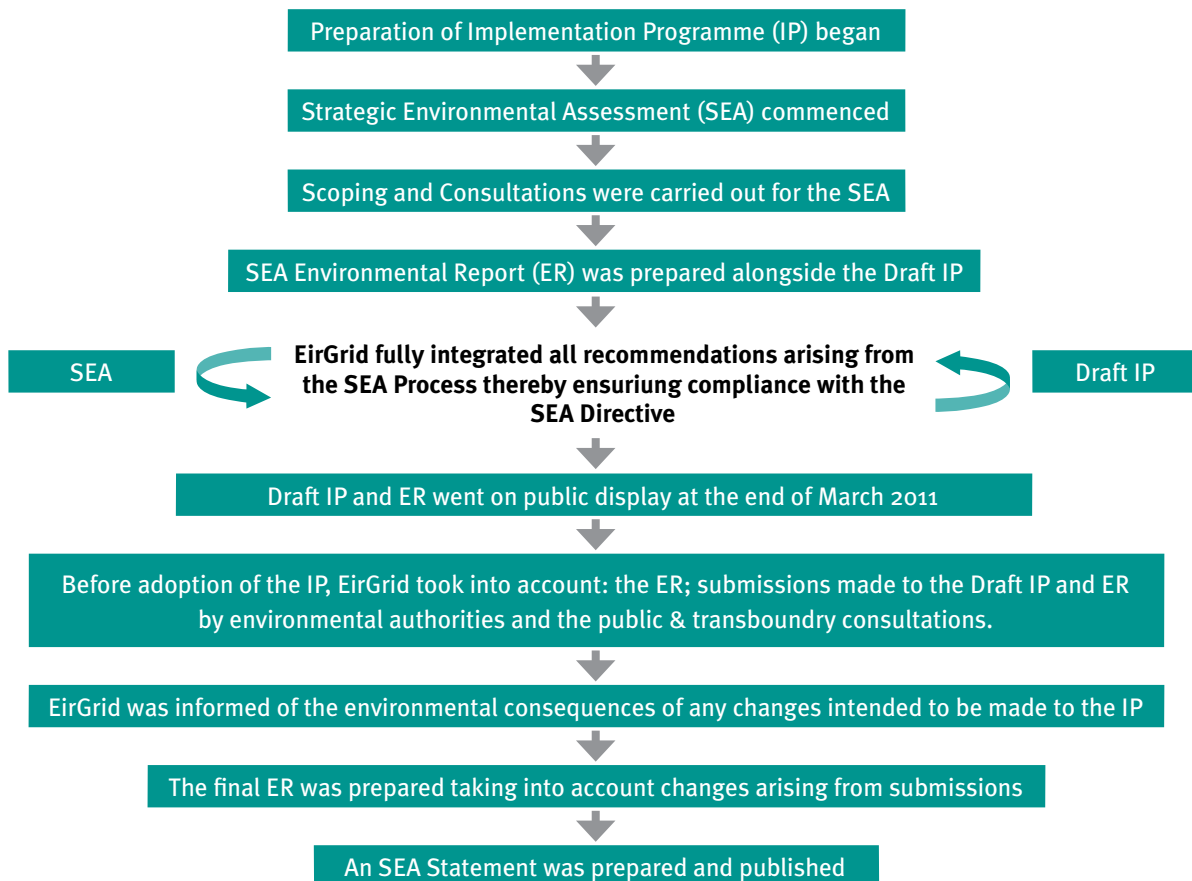 Preparation of Implementation Programme (IP) began
Strategic Environmental Assessment (SEA) commenced
Scoping and Consultations were carried out for the SEA
SEA Environmental Report (ER) was prepared alongside the Draft IP
SEA
EirGrid fully integrated all recommendations arising from
the SEA Process thereby ensuriung compliance with the
SEA Directive
Draft IP
Draft IP and ER went on public display at the end of March 2011
Before adoption of the IP, EirGrid took into account: the ER; submissions made to the Draft IP and ER
by environmental authorities and the public & transboundry consultations.
EirGrid was informed of the environmental consequences of any changes intended to be made to the IP
The final ER was prepared taking into account changes arising from submissions
An SEA Statement was prepared and published